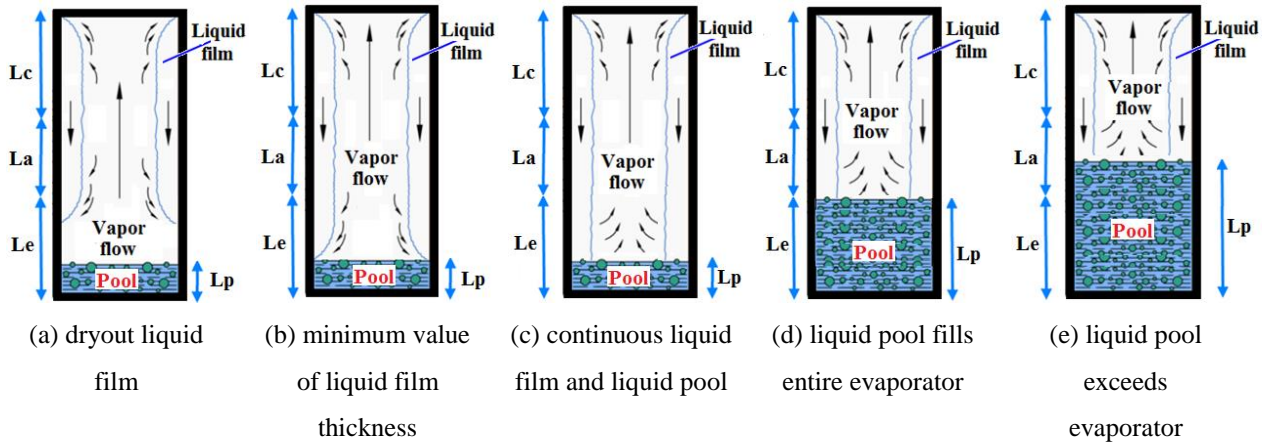 Liquid
film
Lc
La
Le
Vapor
flow
Pool
Lp
(a) dryout liquid
film
Liquid
film
Lc
La
Le
Vapor
flow
Pool
Lp
(b) minimum value
of liquid film
thickness
Liquid
film
Lc
La
Le
Vapor
flow
Pool
Lp
(c) continuous liquid
film and liquid pool
Liquid
film
Lc
La
Le
Vapor
flow
Pool
Lp
(d) liquid pool fills
entire evaporator
Liquid
film
Lc
La
Le
Vapor
flow
Pool
Lp
(e) liquid pool
exceeds
evaporator